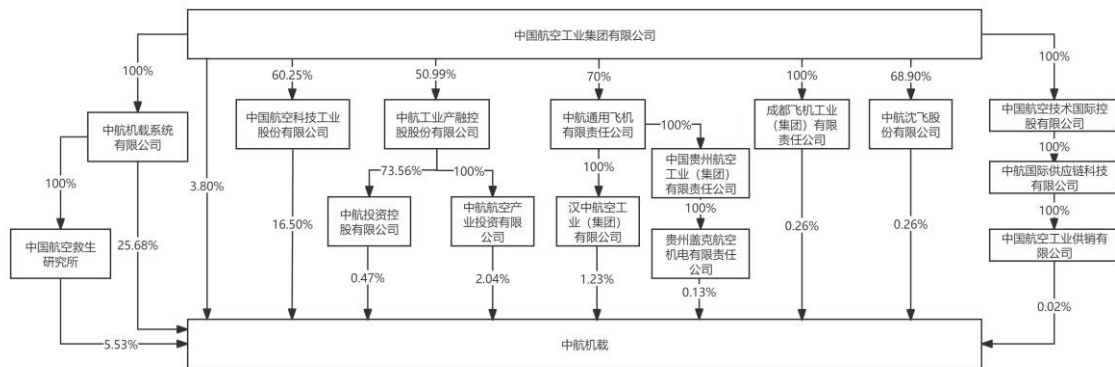 中国航空工业集团有限公司
100%
60.25%
50.99%
70%
100%
68.90%
100%
中航机载系统
有限公司
中国航空科技工业
股份有限公司
中航工业产融控
股股份有限公司
中航通用飞机
有限责任公司
成都飞机工业
（集团）有限
责任公司
中航沈飞股
份有限公司
中国航空技术国际控
股有限公司
100%
3.80%
73.56%
100%
100%
100%
中国贵州航空
工业（集团）
有限责任公司
100%
中航国际供应链科技
有限公司
100%
中国航空救生
研究所
25.68%
16.50%
中航投资控
股有限公司
中航航空产
业投资有限公
司
汉中航空工
业（集团）
有限公司
100%
贵州盖克航空
机电有限责任
公司
0.26%
0.26%
中国航空工业供销有
限公司
0.47%
2.04%
1.23%
0.13%
0.02%
5.53%
中航机载